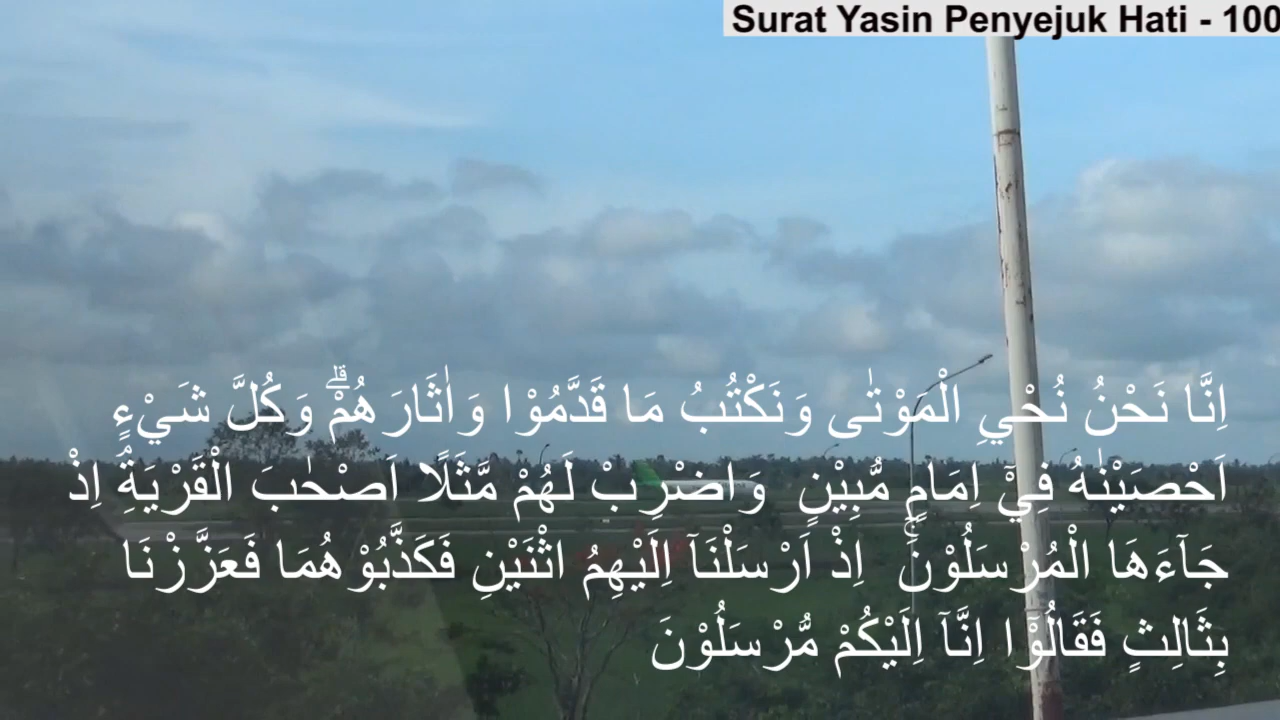 Surat Yasin Penyejuk Hati - 100
اِنَّا نَحْنُ نُحْيِ الْمَوْتٰى وَنَكْتُبُ مَا قَدَّمُوْا وَاٰثَارَهُمْۗ وَكُلَّ شَيْءٍ
اَحْصَيْنٰهُ فِيْٓ اِمَامٍ مُّبِيْنٍ وَاضْرِبْ لَهُمْ مَّثَلًا اَصْحٰبَ الْقَرْيَةِۘ اِذْ
جَاۤءَهَا الْمُرْسَلُوْنَۚ اِذْ اَرْسَلْنَآ اِلَيْهِمُ اثْنَيْنِ فَكَذَّبُوْهُمَا فَعَزَّزْنَا
بِثَالِثٍ فَقَالُوْٓا اِنَّآ اِلَيْكُمْ مُّرْسَلُوْنَ